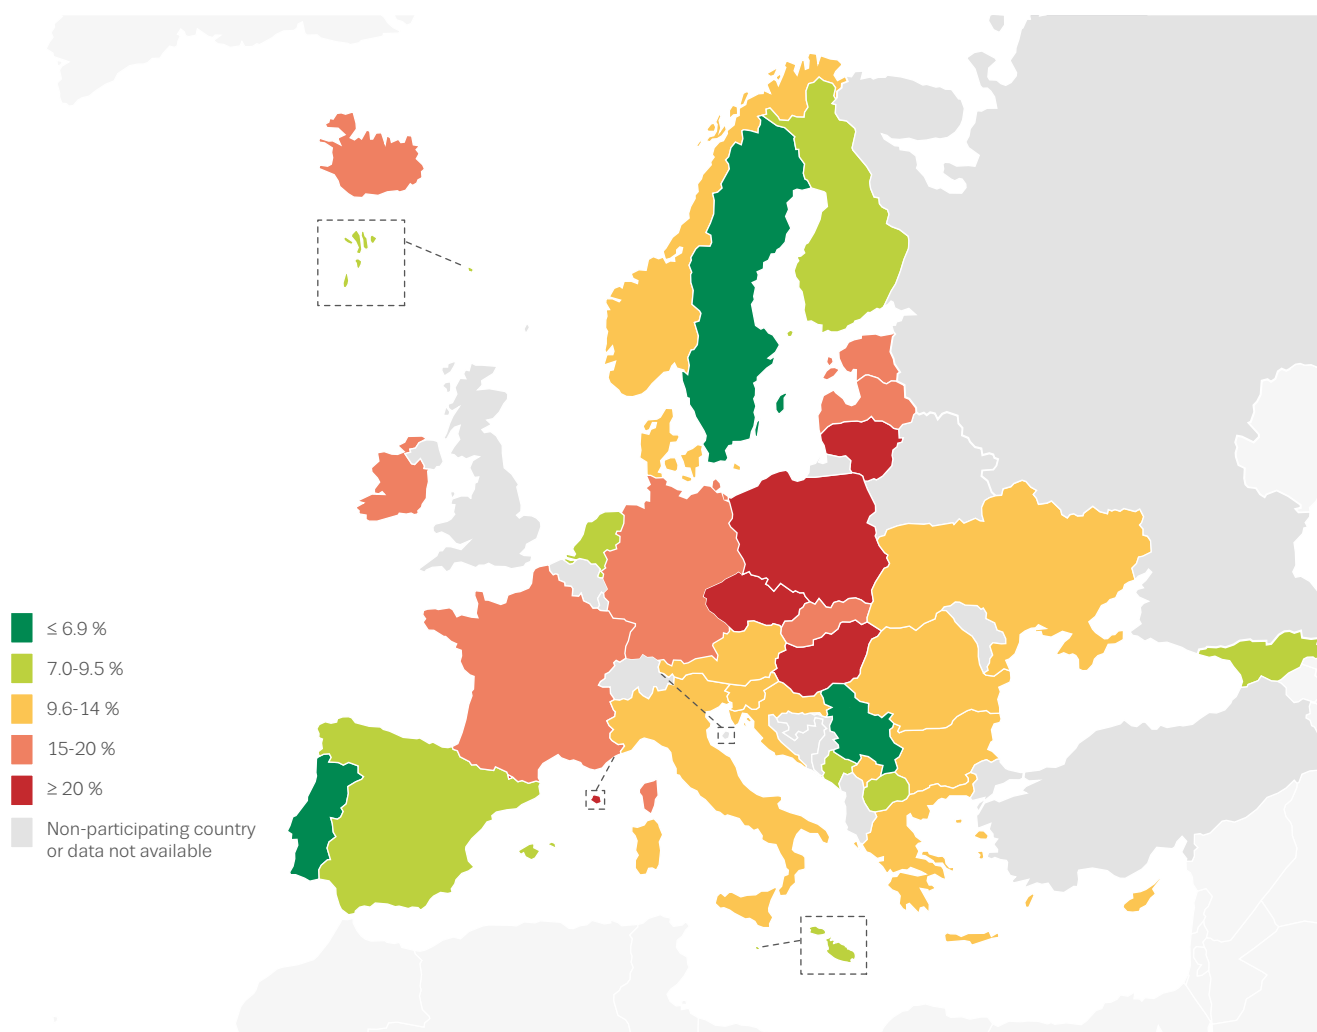 ≤ 6.9 %
7.0-9.5 %
9.6-14 %
15-20 %
≥ 20 %
Non-participating country
or data not available